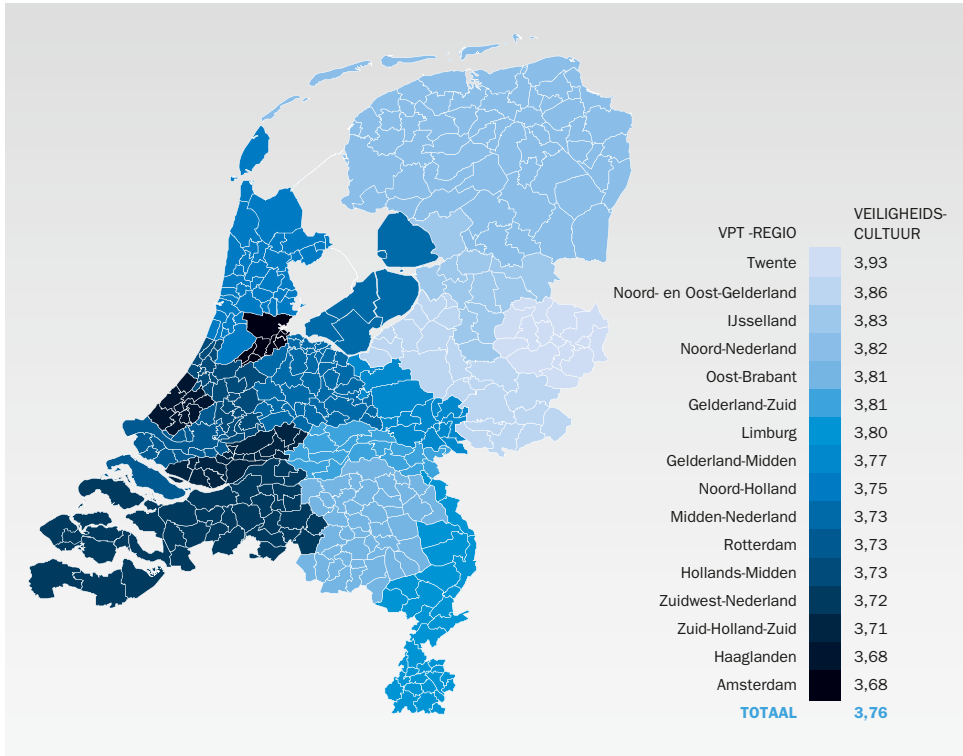 VEILIGHEIDS-
VPT -REGIO CULTUUR
Twente 3,93
Noord- en Oost-Gelderland 3,86
IJsselland 3,83
Noord-Nederland 3,82
Oost-Brabant 3,81
Gelderland-Zuid 3,81
Limburg 3,80
Gelderland-Midden 3,77
Noord-Holland 3,75
Midden-Nederland 3,73
Rotterdam 3,73
Hollands-Midden 3,73
Zuidwest-Nederland 3,72
Zuid-Holland-Zuid 3,71
Haaglanden 3,68
Amsterdam 3,68
TOTAAL 3,76